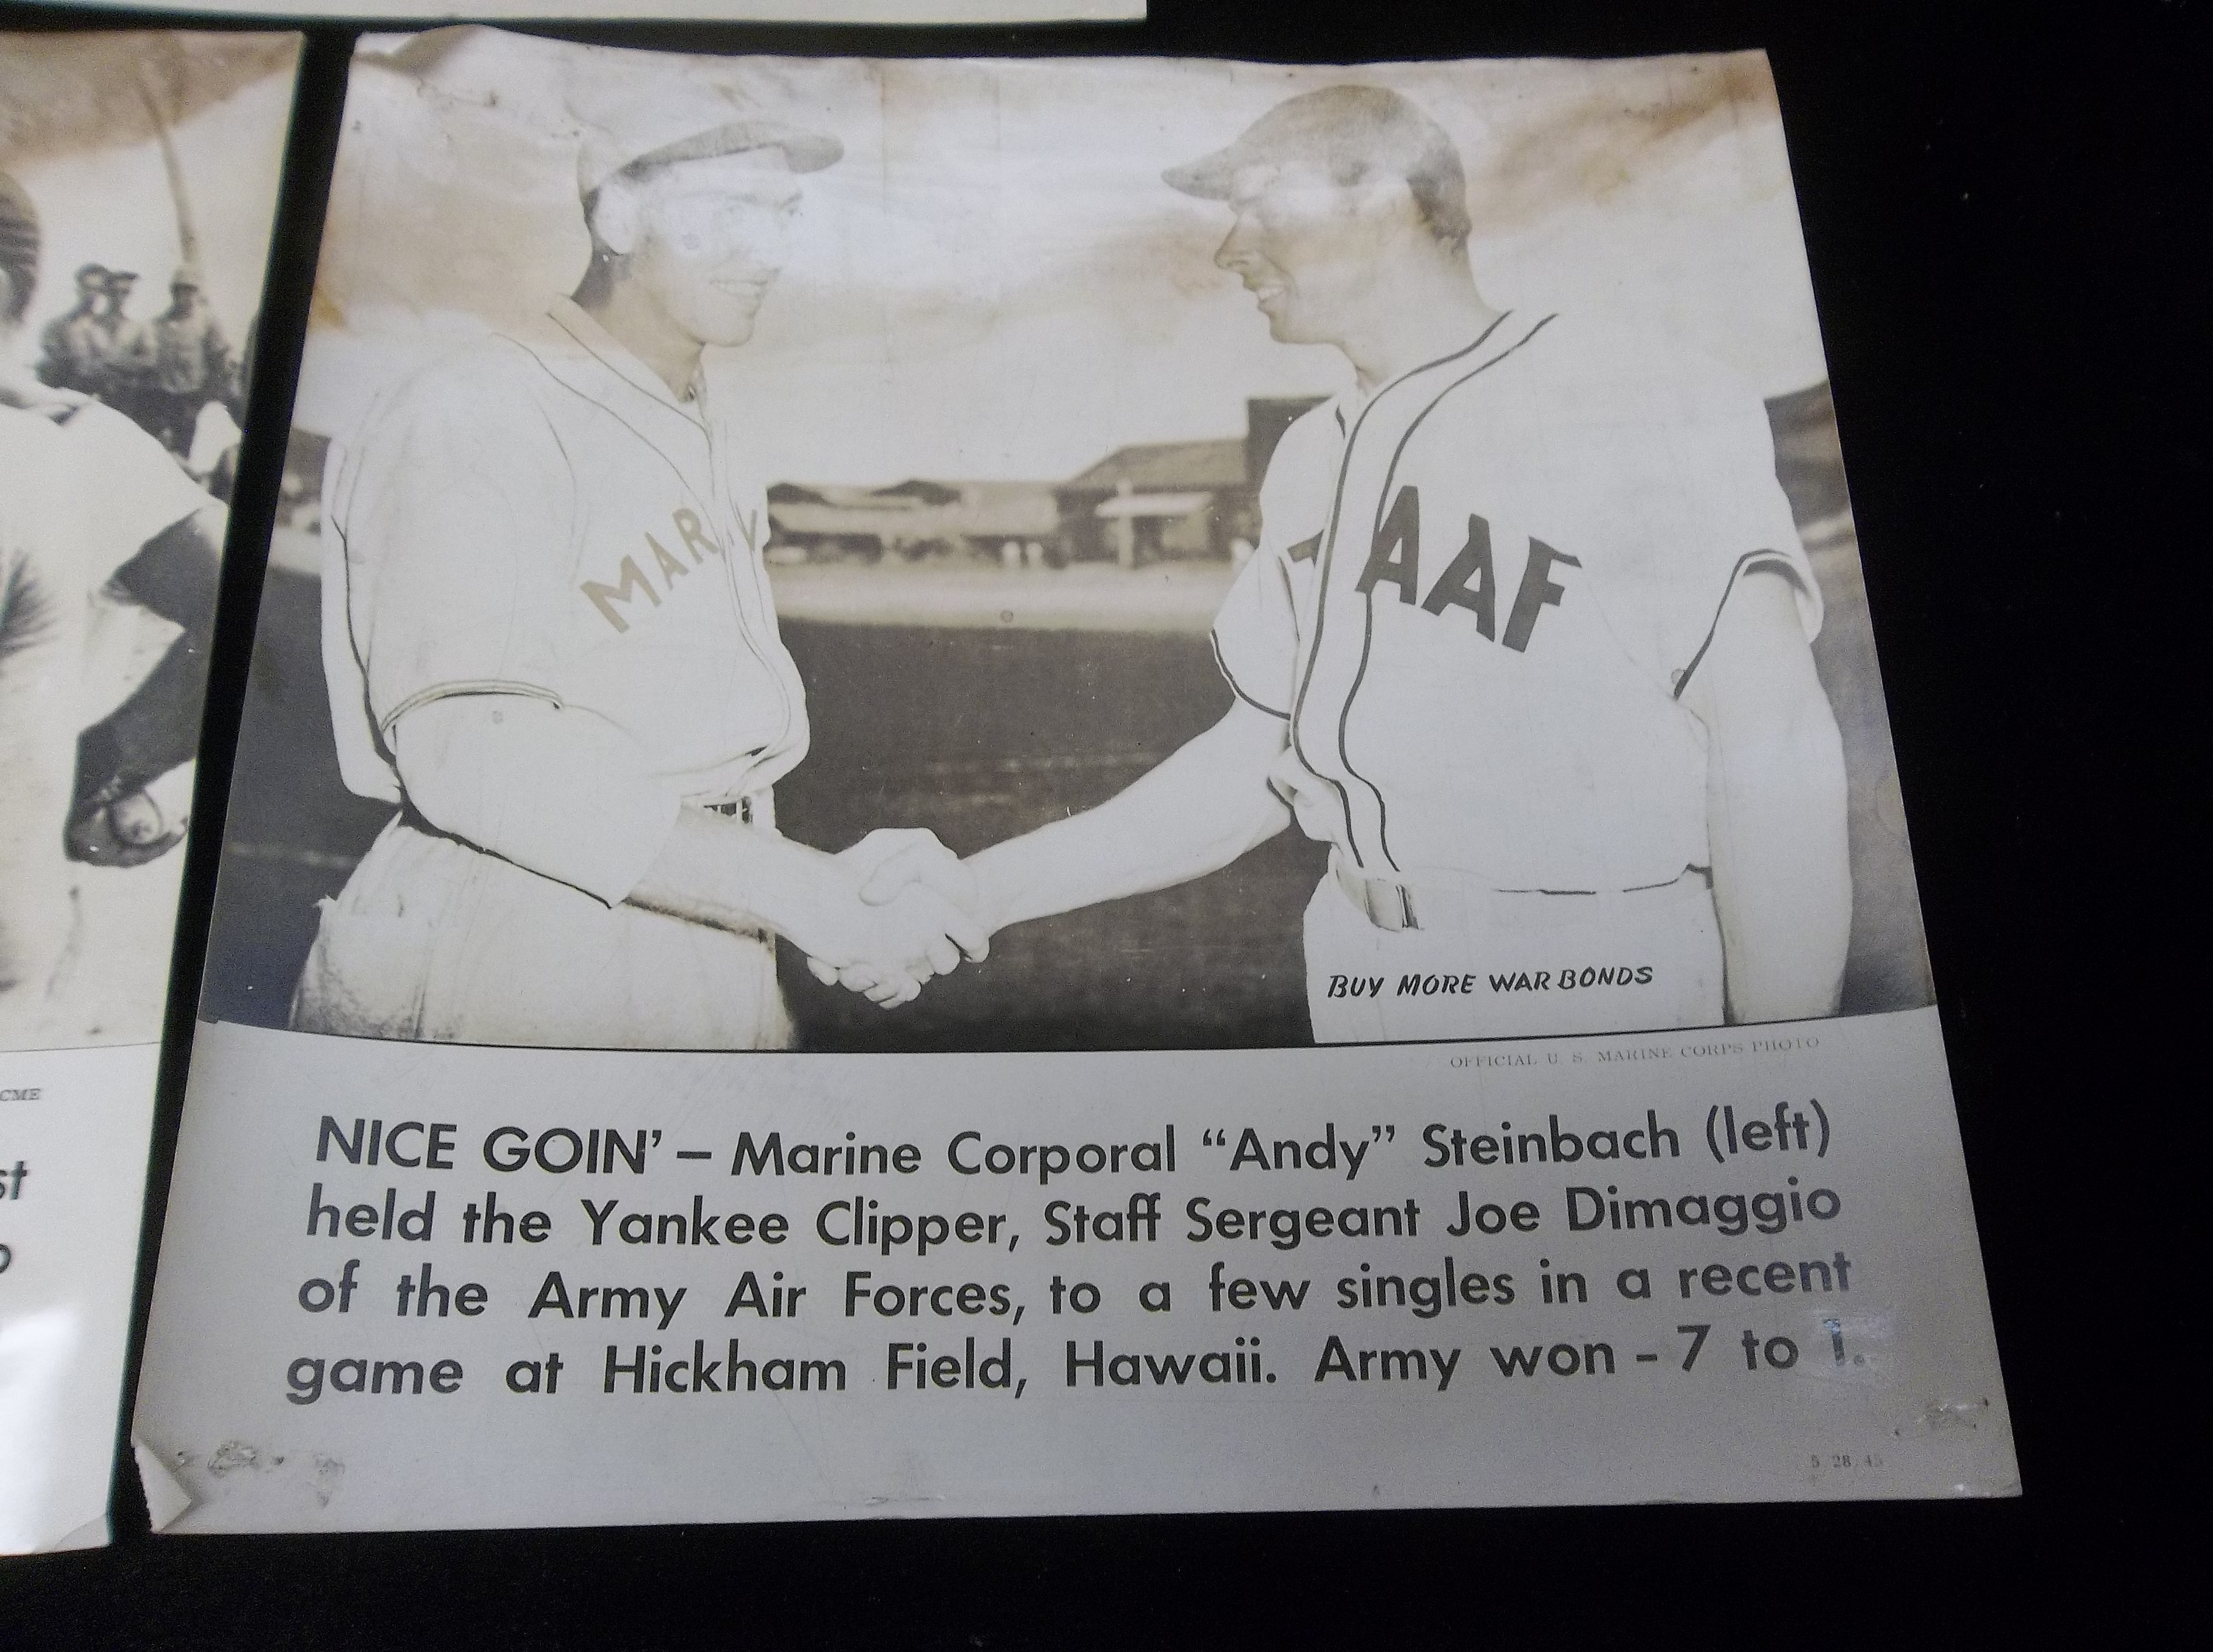 MAR
7 AAF
BUY MORE WAR BONDS
OFFICIAL U. S. MARINE CORPS PHOTO
CME
st
NICE GOIN’ – Marine Corporal “Andy” Steinbach (left)
held the Yankee Clipper, Staff Sergeant Joe Dimaggio
of the Army Air Forces, to a few singles in a recent
game at Hickham Field, Hawaii. Army won – 7 to 1.
5 28 45